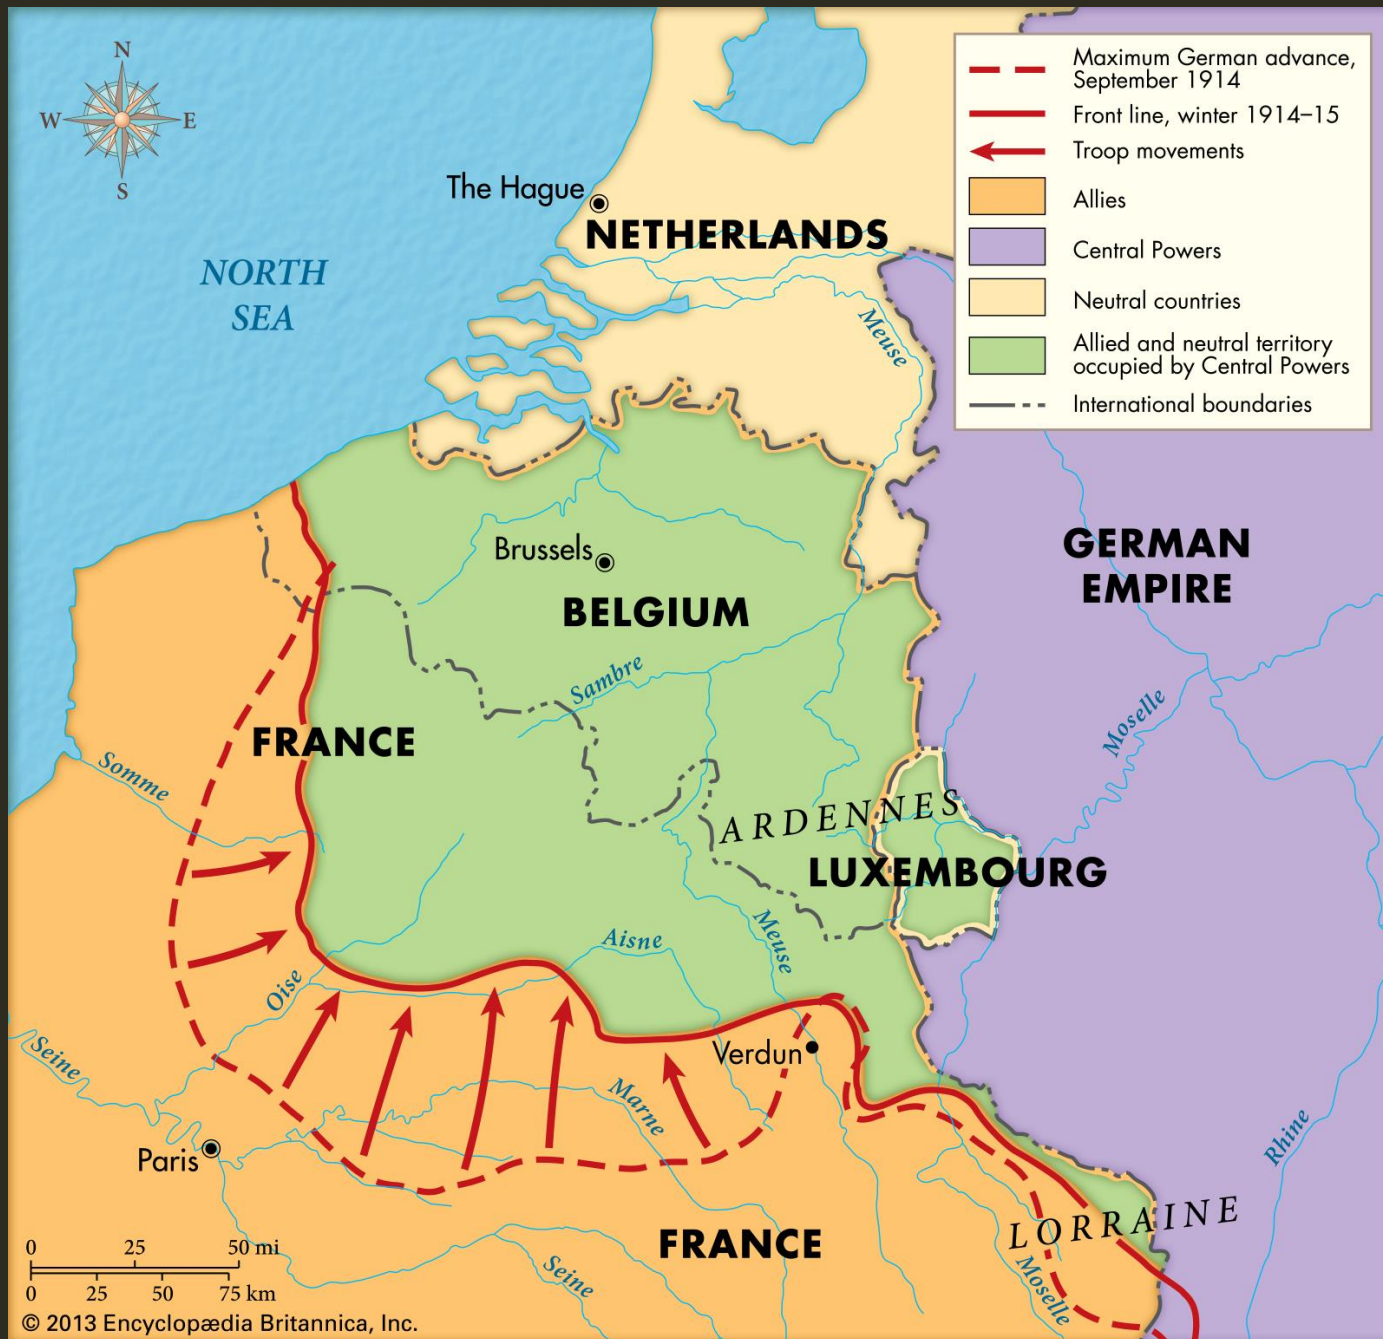 N
W
E
S
Maximum German advance,
September 1914
Front line, winter 1914–15
Troop movements
Allies
Central Powers
Neutral countries
Allied and neutral territory
occupied by Central Powers
International boundaries
The Hague
NETHERLANDS
NORTH
SEA
Meuse
GERMAN
EMPIRE
Brussels
BELGIUM
Sambre
Moselle
FRANCE
Somme
ARDENNES
LUXEMBOURG
Meuse
Aisne
Oise
Seine
Verdun
Marne
Rhine
Paris
LORRAINE
FRANCE
Seine
Moselle
0 25 50 mi
0 25 50 75 km
© 2013 Encyclopædia Britannica, Inc.